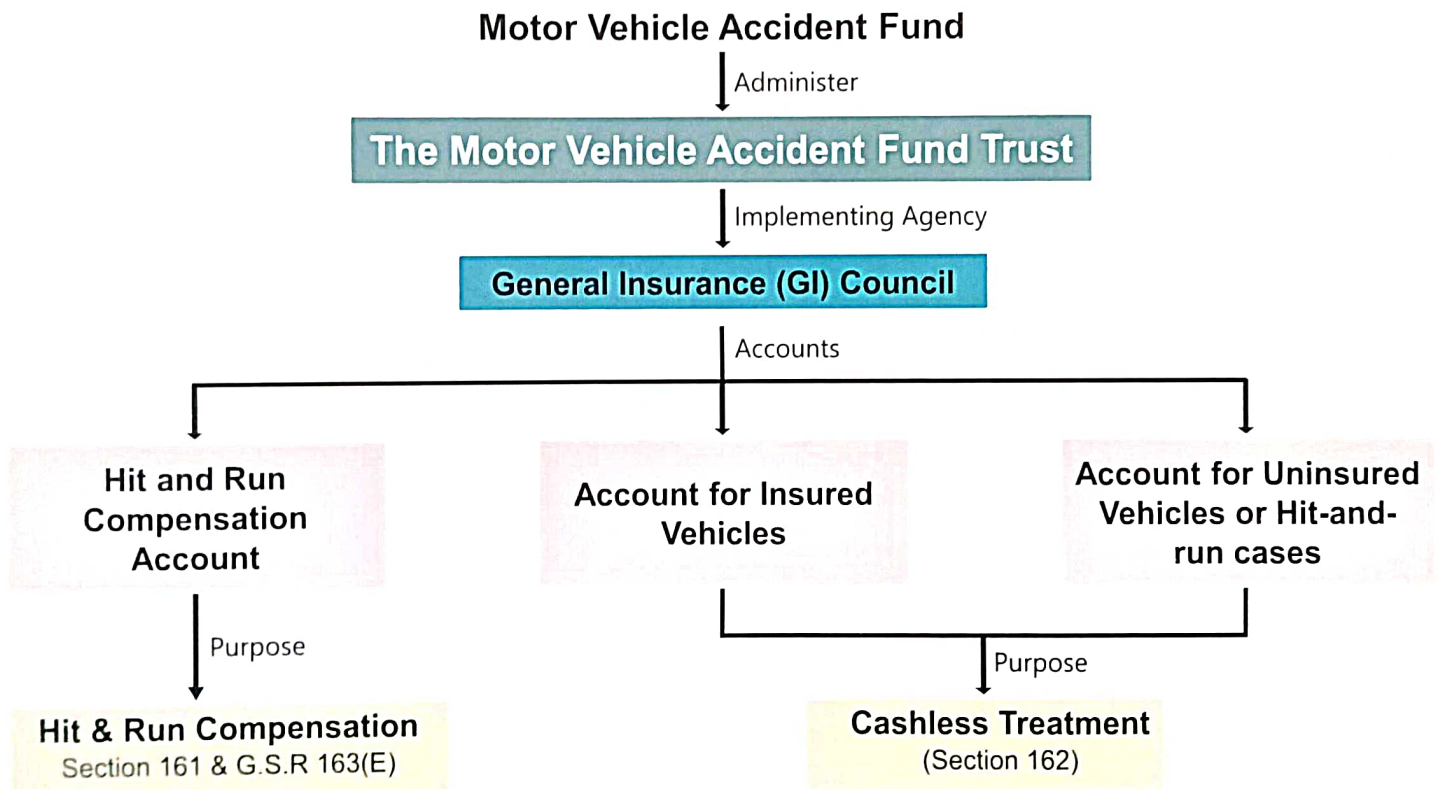 Motor Vehicle Accident Fund
Administer
The Motor Vehicle Accident Fund Trust
Implementing Agency
General Insurance (GI) Council
Accounts
Hit and Run
Compensation
Account
Account for Insured
Vehicles
Account for Uninsured
Vehicles or Hit-and-
run cases
Purpose
Purpose
Hit & Run Compensation
Section 161 & G.S.R 163(E)
Cashless Treatment
(Section 162)